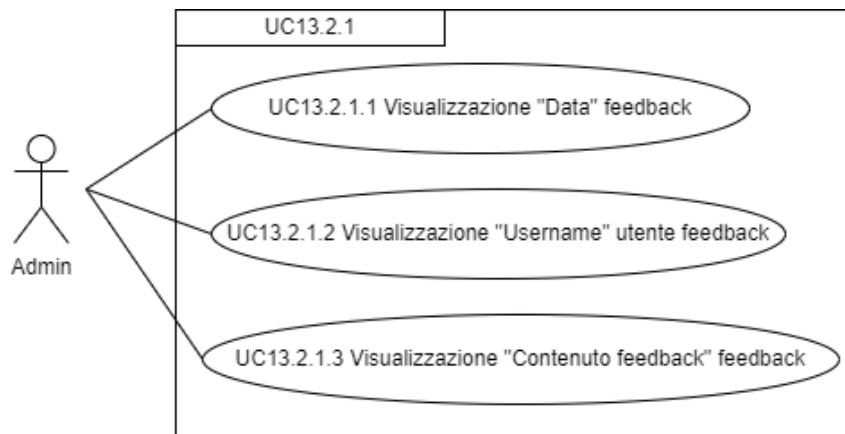 UC13.2.1
UC13.2.1.1 Visualizzazione "Data" feedback
UC13.2.1.2 Visualizzazione "Username" utente feedback
Admin
UC13.2.1.3 Visualizzazione "Contenuto feedback" feedback